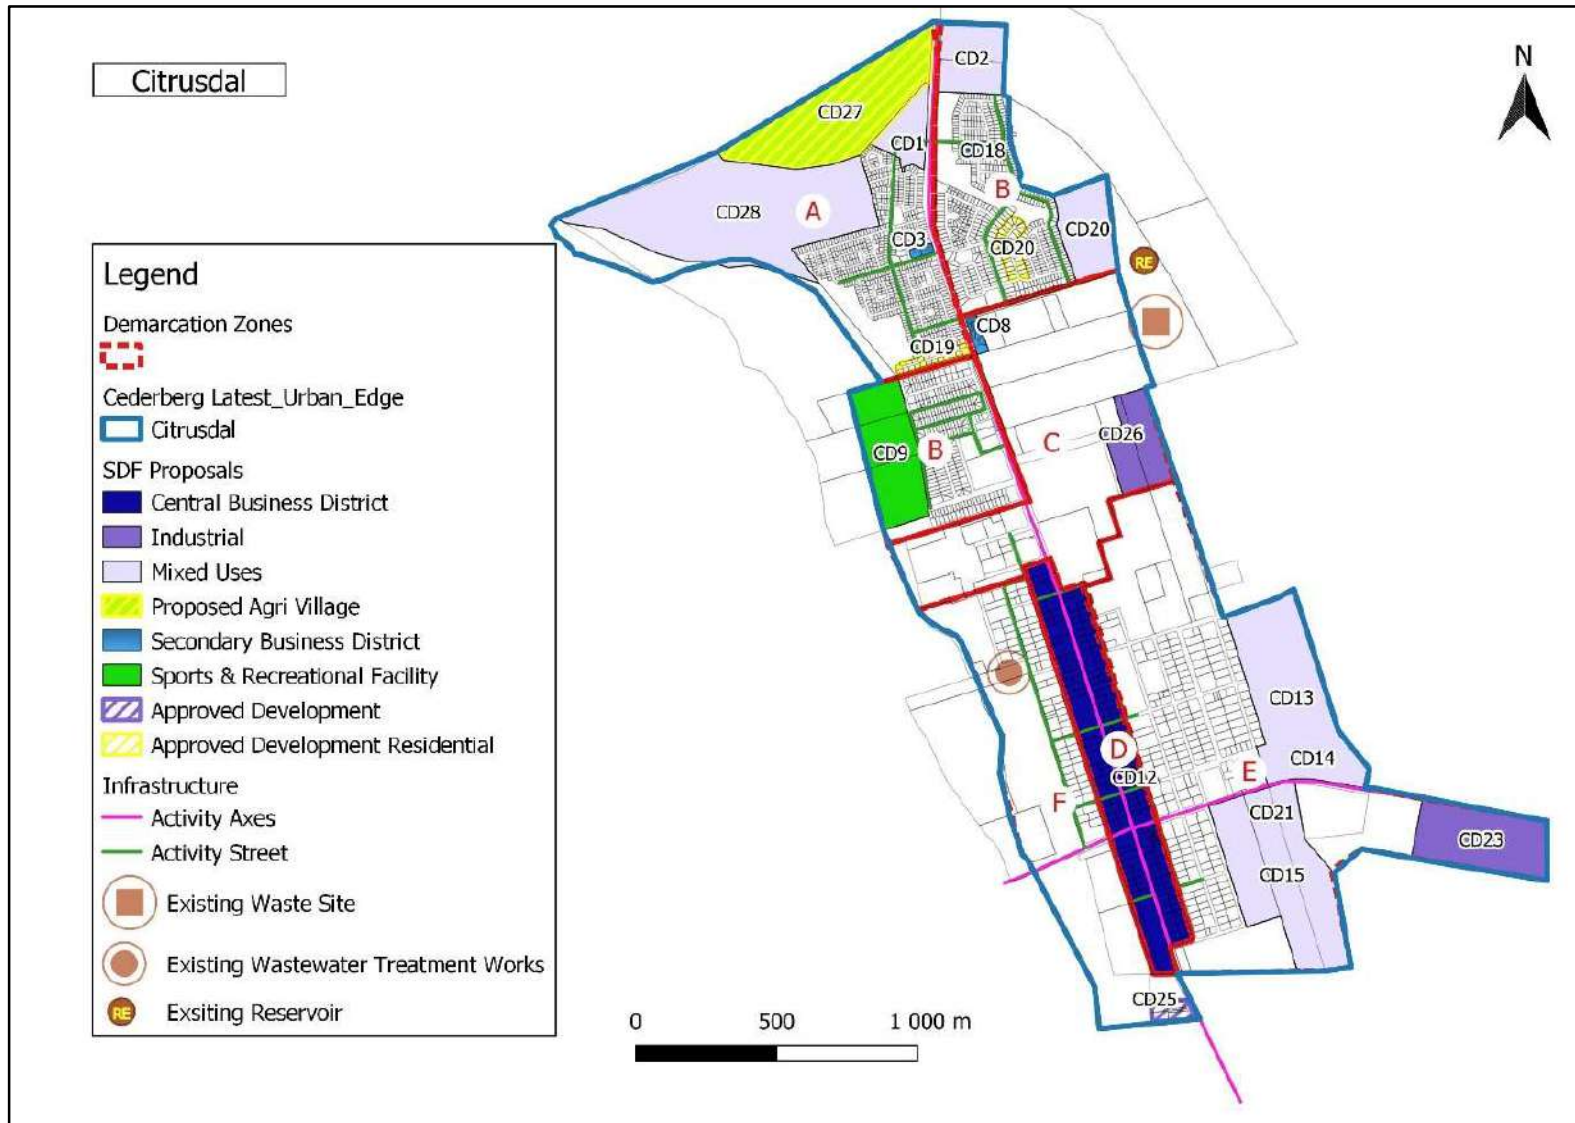 Citrusdal
N
Legend
Demarcation Zones
Cederberg Latest_Urban_Edge
Citrusdal
SDF Proposals
Central Business District
Industrial
Mixed Uses
Proposed Agri Village
Secondary Business District
Sports & Recreational Facility
Approved Development
Approved Development Residential
Infrastructure
Activity Axes
Activity Street
Existing Waste Site
Existing Wastewater Treatment Works
RE Exsiting Reservoir
CD2
CD27
CD1
CD18
B
CD28
A
CD3
CD20
CD20
RE
CD8
CD19
CD26
C
CD9
B
CD13
D
CD14
CD12
E
F
CD21
CD23
CD15
CD25
0 500 1 000 m